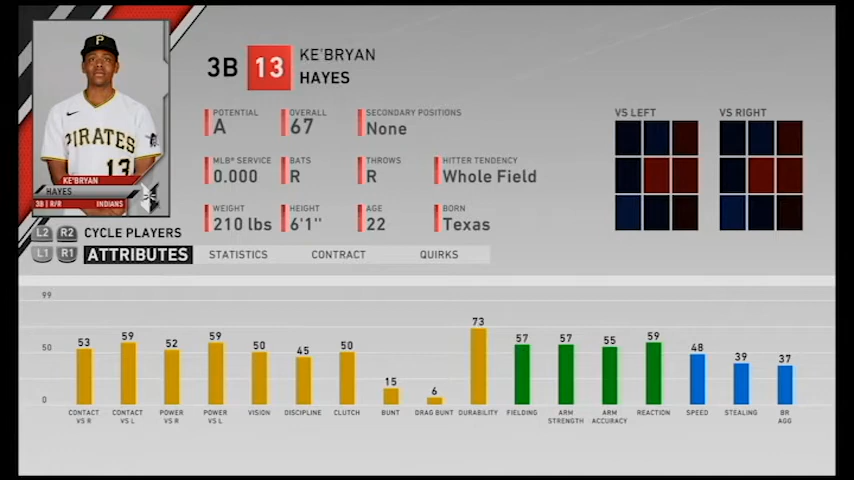 P
PIRATES
13
KE'BRYAN
HAYES
3B | R/R INDIANS
3B 13 KE'BRYAN
HAYES
POTENTIAL OVERALL SECONDARY POSITIONS
A 67 None
MLB® SERVICE BATS THROWS HITTER TENDENCY
0.000 R R Whole Field
WEIGHT HEIGHT AGE BORN
210 lbs 6'1" 22 Texas
VS LEFT VS RIGHT
L2 R2 CYCLE PLAYERS
L1 R1 ATTRIBUTES STATISTICS CONTRACT QUIRKS
99
50
0
53 59 52 59 50 45 50 15 6 73 57 57 55 59 48 39 37
CONTACT VS R
CONTACT VS L
POWER VS R
POWER VS L
VISION
DISCIPLINE
CLUTCH
BUNT
DRAG BUNT
DURABILITY
FIELDING
ARM STRENGTH
ARM ACCURACY
REACTION
SPEED
STEALING
BR AGG